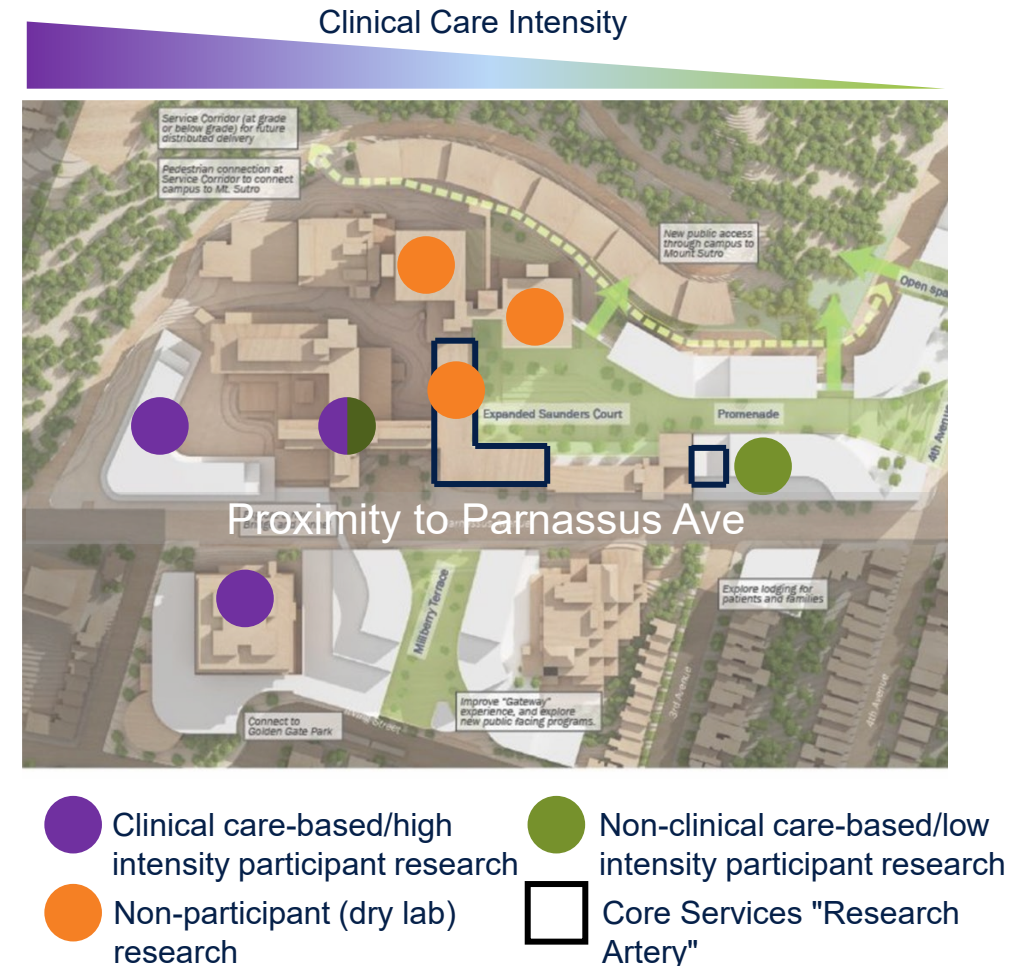 Clinical Care Intensity
Service Corridor (at grade
or below grade) for future
distributed delivery
Pedestrian connection at
Service Corridor to connect
campus to Mt. Sutro
New public access
through campus to
Mount Sutro
Open spa
Expanded Saunders Court
Promenade
4th Avenue
Proximity to Parnassus Ave
Millberry Terrace
Explore lodging for
patients and families
Improve "Gateway"
experience, and explore
new public facing programs.
Connect to
Golden Gate Park
Irving Street
3rd Avenue
4th Avenue
Clinical care-based/high
intensity participant research
Non-clinical care-based/low
intensity participant research
Non-participant (dry lab)
research
Core Services "Research
Artery"